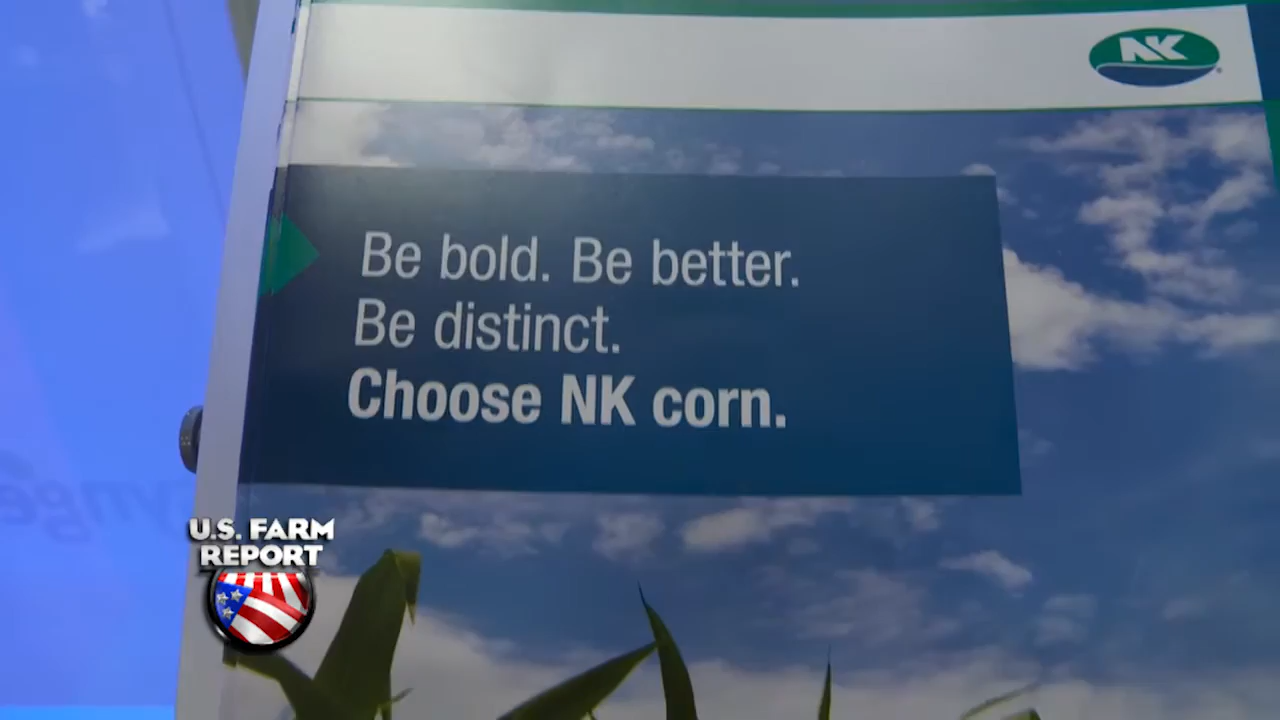 NK
Be bold. Be better.
Be distinct.
Choose NK corn.
U.S. FARM
REPORT